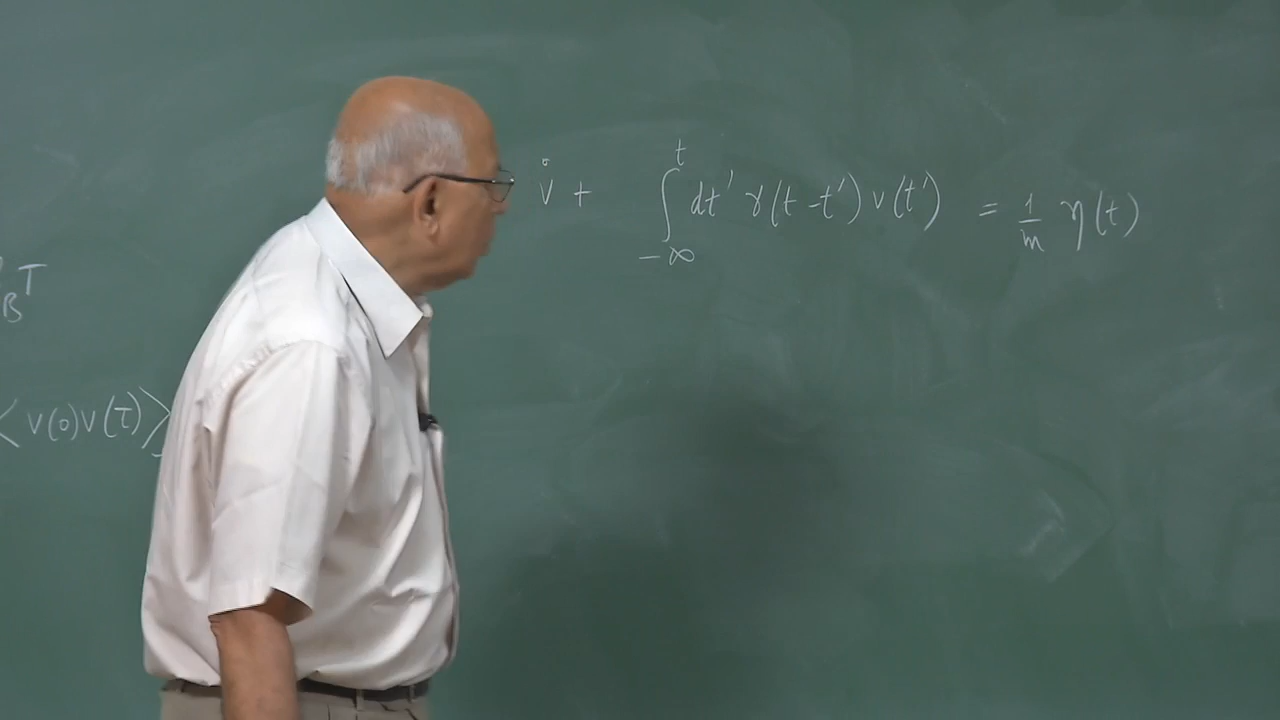 v̇ + ∫_{-∞}^{t} dt' γ(t-t') v(t') = 1/m η(t)
BT
⟨v(0)v(τ)⟩